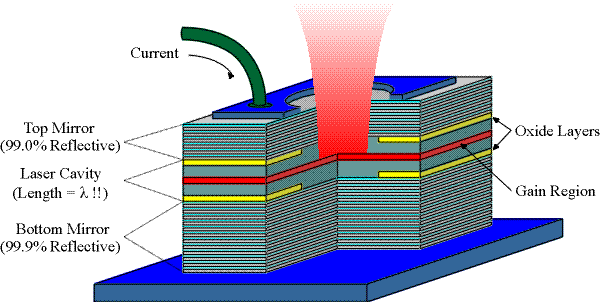 Current
Top Mirror
(99.0% Reflective)
Laser Cavity
(Length = λ !!)
Bottom Mirror
(99.9% Reflective)
Oxide Layers
Gain Region